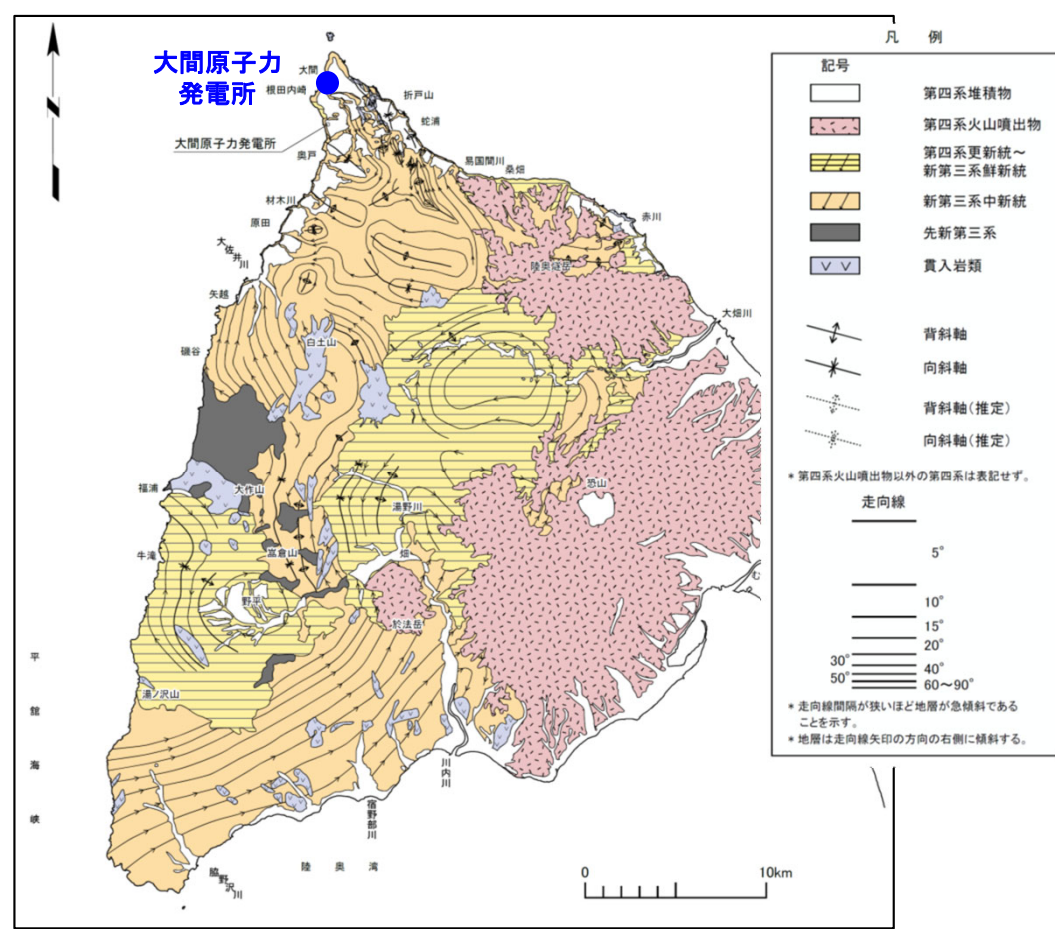 大間原子力
発電所
大間
根田内崎
折戸山
蛇浦
大間原子力発電所
奥戸
易国間川
桑畑
材木川
原田
赤川
大佐井川
陸奥燧岳
矢越
大畑川
磯谷
白土山
福浦
大作山
恐山
湯野川
牛滝
畑
野平
於法岳
む
湯ノ沢山
平舘海峡
川内川
宿野部川
脇野沢川
陸奥湾
0
10km
凡 例
記号
第四系堆積物
第四系火山噴出物
第四系更新統～
新第三系鮮新統
新第三系中新統
先新第三系
貫入岩類
背斜軸
向斜軸
背斜軸(推定)
向斜軸(推定)
* 第四系火山噴出物以外の第四系は表記せず。
走向線
5°
10°
15°
20°
30°
40°
50°
60～90°
* 走向線間隔が狭いほど地層が急傾斜である
ことを示す。
* 地層は走向線矢印の方向の右側に傾斜する。